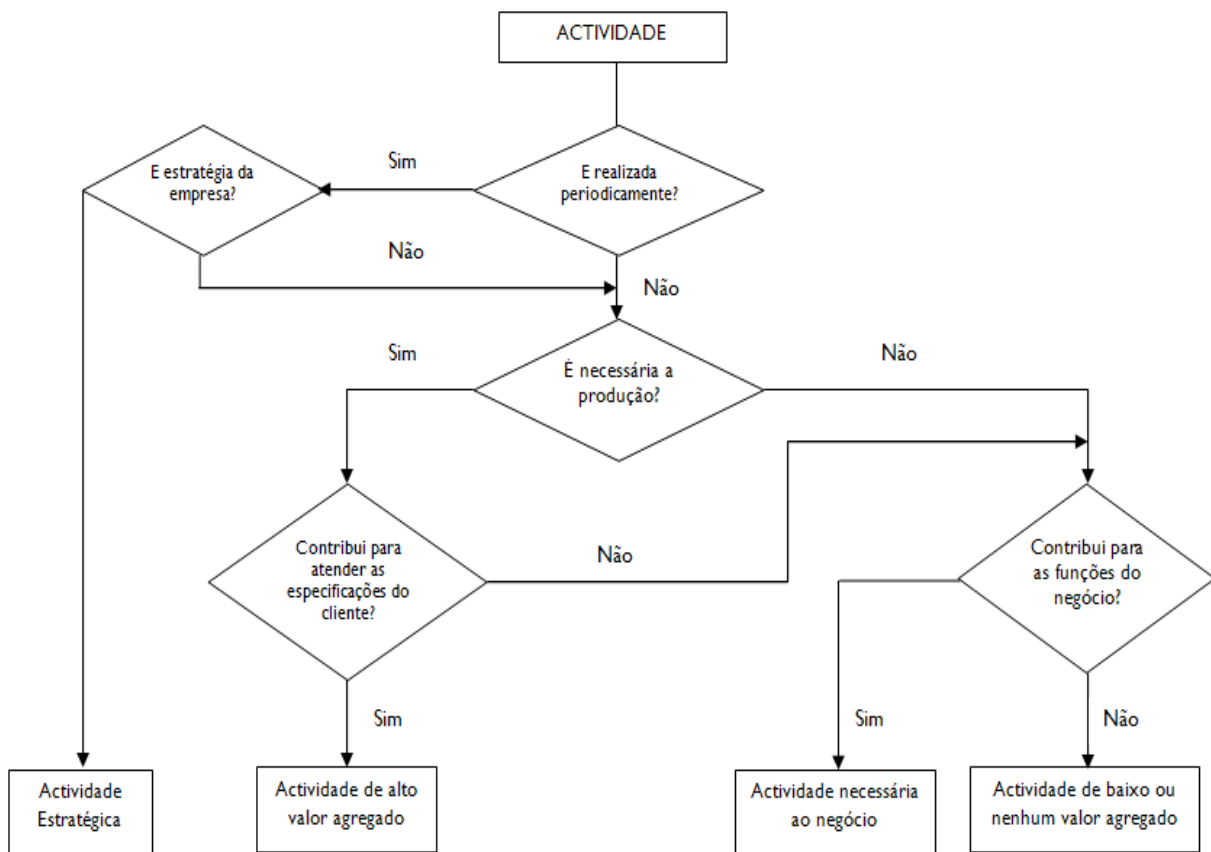 ACTIVIDADE
E estratégia da
empresa?
Sim
E realizada
periodicamente?
Não
Não
Sim
É necessária a
produção?
Não
Contribui para
atender as
especificações do
cliente?
Não
Contribui para
as funções do
negócio?
Sim
Sim
Não
Actividade
Estratégica
Actividade de alto
valor agregado
Actividade necessária
ao negócio
Actividade de baixo ou
nenhum valor agregado